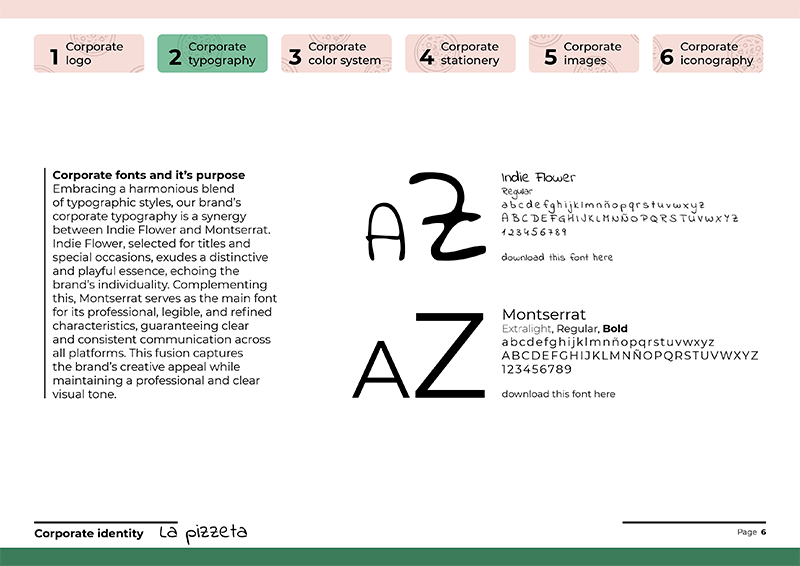 1 Corporate logo
2 Corporate typography
3 Corporate color system
4 Corporate stationery
5 Corporate images
6 Corporate iconography
Corporate fonts and it's purpose
Embracing a harmonious blend
of typographic styles, our brand's
corporate typography is a synergy
between Indie Flower and Montserrat.
Indie Flower, selected for titles and
special occasions, exudes a distinctive
and playful essence, echoing the
brand's individuality. Complementing
this, Montserrat serves as the main font
for its professional, legible, and refined
characteristics, guaranteeing clear
and consistent communication across
all platforms. This fusion captures
the brand's creative appeal while
maintaining a professional and clear
visual tone.
AZ
Indie Flower
Regular
abcdefghijklmnñopqrstuvwxyz
ABCDEFGHIJKLMNÑOPQRSTUVWXYZ
123456789
download this font here
AZ
Montserrat
Extralight, Regular, Bold
abcdefghijklmnñopqrstuvwxyz
ABCDEFGHIJKLMNÑOPQRSTUVWXYZ
123456789
download this font here
Corporate identity La pizzeta
Page 6